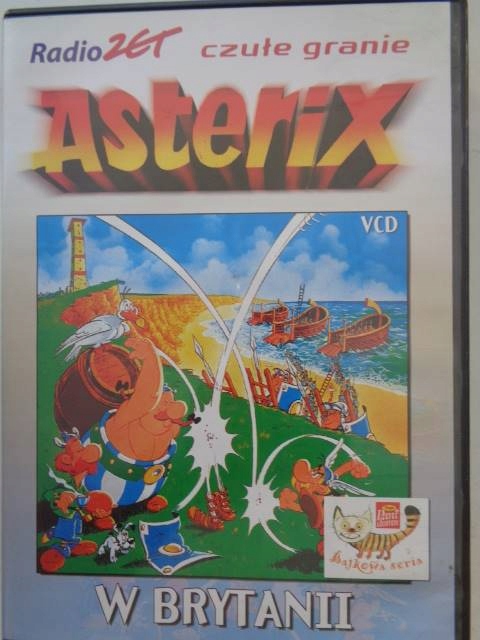 Radio ZET czułe granie
Asterix
VCD
Bajkowa seria
W BRYTANII